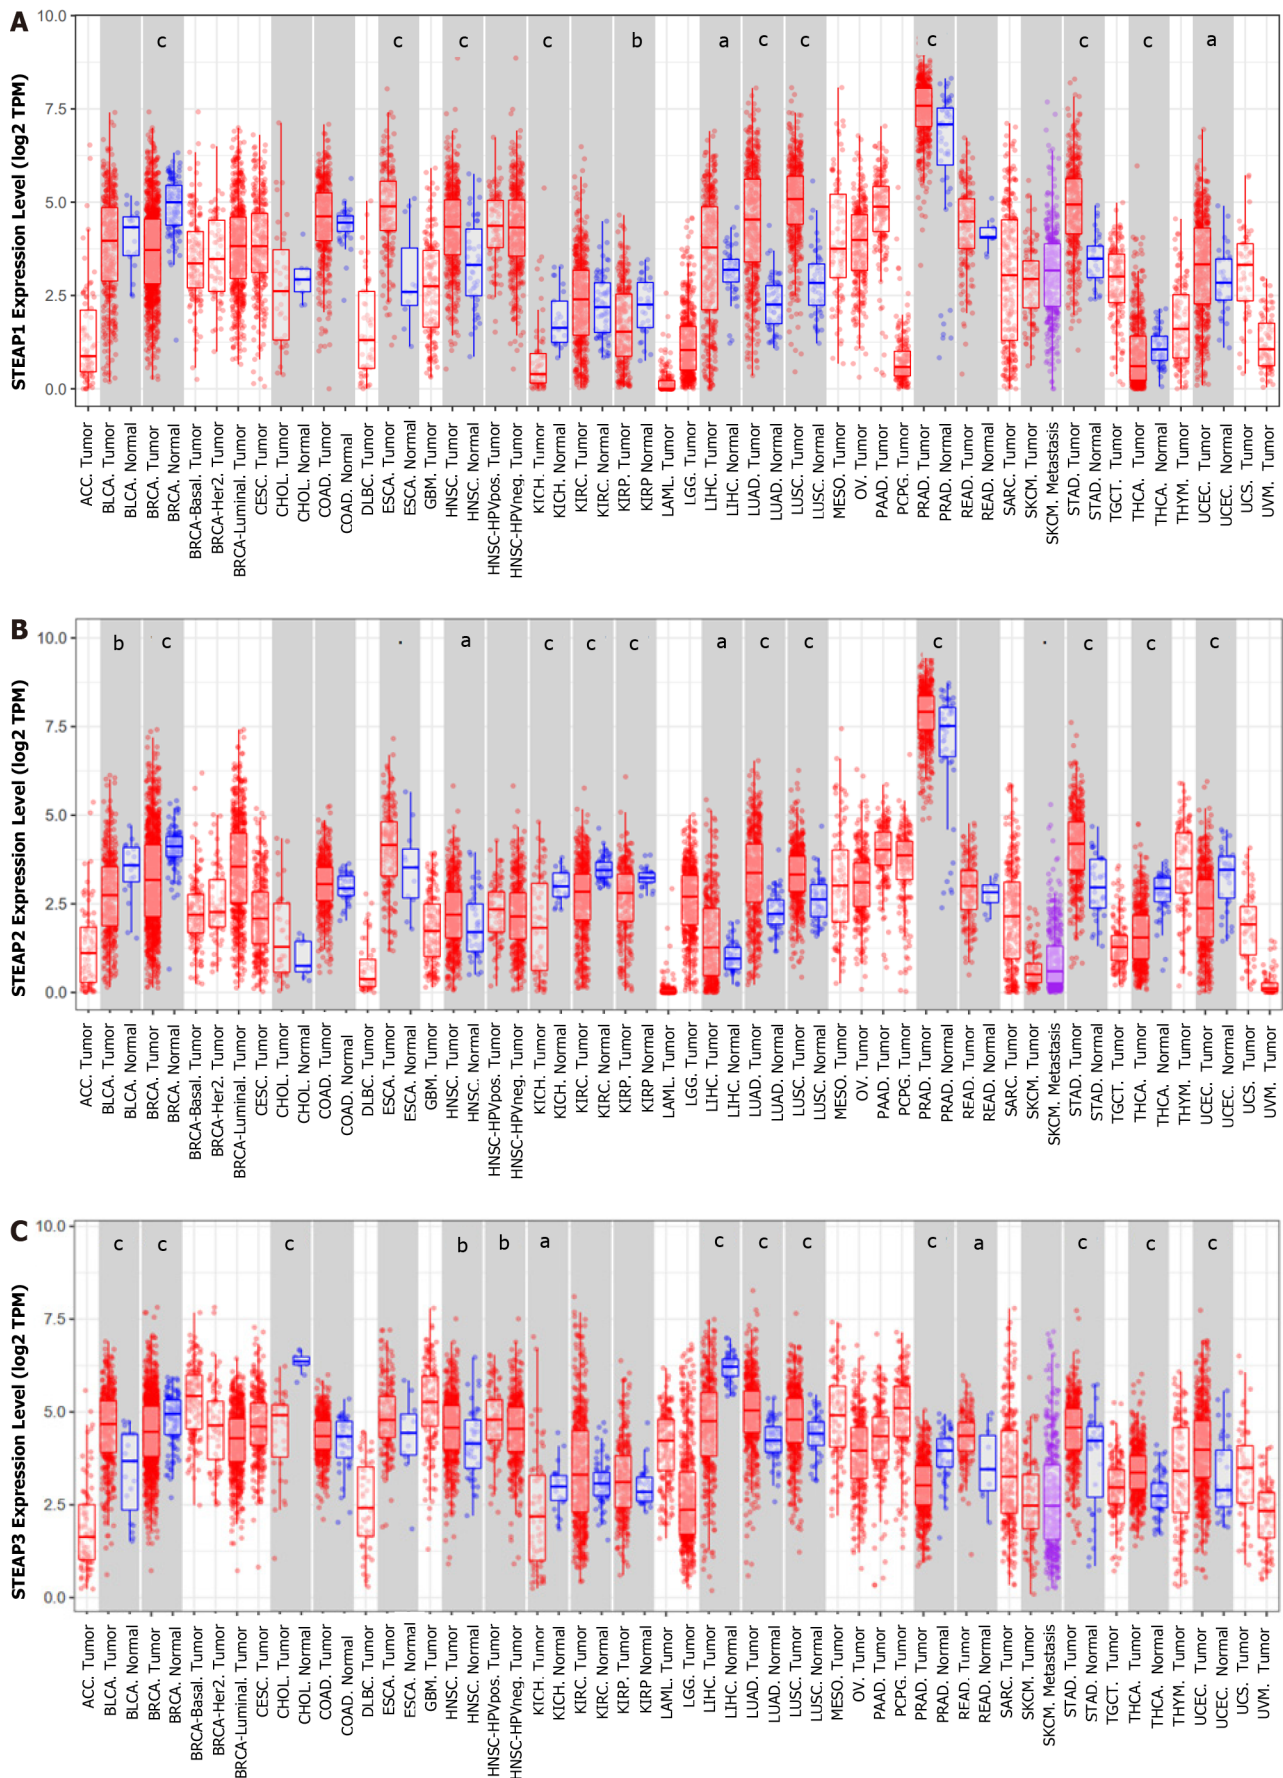 A
STEAP1 Expression Level (log2 TPM)
10.0
7.5
5.0
2.5
0.0
c c c c b a c c c c c a
ACC. Tumor
BLCA. Tumor
BLCA. Normal
BRCA. Tumor
BRCA. Normal
BRCA-Basal. Tumor
BRCA-Her2. Tumor
BRCA-Luminal. Tumor
CESC. Tumor
CHOL. Tumor
CHOL. Normal
COAD. Tumor
COAD. Normal
DLBC. Tumor
ESCA. Tumor
ESCA. Normal
GBM. Tumor
HNSC. Tumor
HNSC. Normal
HNSC-HPVpos. Tumor
HNSC-HPVneg. Tumor
KICH. Tumor
KICH. Normal
KIRC. Tumor
KIRC. Normal
KIRP. Tumor
KIRP Normal
LAML. Tumor
LGG. Tumor
LIHC. Tumor
LIHC. Normal
LUAD. Tumor
LUAD. Normal
LUSC. Tumor
LUSC. Normal
MESO. Tumor
OV. Tumor
PAAD. Tumor
PCPG. Tumor
PRAD. Tumor
PRAD. Normal
READ. Tumor
READ. Normal
SARC. Tumor
SKCM. Tumor
SKCM. Metastasis
STAD. Tumor
STAD. Normal
TGCT. Tumor
THCA. Tumor
THCA. Normal
THYM. Tumor
UCEC. Tumor
UCEC. Normal
UCS. Tumor
UVM. Tumor
B
STEAP2 Expression Level (log2 TPM)
10.0
7.5
5.0
2.5
0.0
b c . a c c c a c c c . c c c
ACC. Tumor
BLCA. Tumor
BLCA. Normal
BRCA. Tumor
BRCA. Normal
BRCA-Basal. Tumor
BRCA-Her2. Tumor
BRCA-Luminal. Tumor
CESC. Tumor
CHOL. Tumor
CHOL. Normal
COAD. Tumor
COAD. Normal
DLBC. Tumor
ESCA. Tumor
ESCA. Normal
GBM. Tumor
HNSC. Tumor
HNSC. Normal
HNSC-HPVpos. Tumor
HNSC-HPVneg. Tumor
KICH. Tumor
KICH. Normal
KIRC. Tumor
KIRC. Normal
KIRP. Tumor
KIRP Normal
LAML. Tumor
LGG. Tumor
LIHC. Tumor
LIHC. Normal
LUAD. Tumor
LUAD. Normal
LUSC. Tumor
LUSC. Normal
MESO. Tumor
OV. Tumor
PAAD. Tumor
PCPG. Tumor
PRAD. Tumor
PRAD. Normal
READ. Tumor
READ. Normal
SARC. Tumor
SKCM. Tumor
SKCM. Metastasis
STAD. Tumor
STAD. Normal
TGCT. Tumor
THCA. Tumor
THCA. Normal
THYM. Tumor
UCEC. Tumor
UCEC. Normal
UCS. Tumor
UVM. Tumor
C
STEAP3 Expression Level (log2 TPM)
10.0
7.5
5.0
2.5
0.0
c c c b b a c c c c a c c c
ACC. Tumor
BLCA. Tumor
BLCA. Normal
BRCA. Tumor
BRCA. Normal
BRCA-Basal. Tumor
BRCA-Her2. Tumor
BRCA-Luminal. Tumor
CESC. Tumor
CHOL. Tumor
CHOL. Normal
COAD. Tumor
COAD. Normal
DLBC. Tumor
ESCA. Tumor
ESCA. Normal
GBM. Tumor
HNSC. Tumor
HNSC. Normal
HNSC-HPVpos. Tumor
HNSC-HPVneg. Tumor
KICH. Tumor
KICH. Normal
KIRC. Tumor
KIRC. Normal
KIRP. Tumor
KIRP Normal
LAML. Tumor
LGG. Tumor
LIHC. Tumor
LIHC. Normal
LUAD. Tumor
LUAD. Normal
LUSC. Tumor
LUSC. Normal
MESO. Tumor
OV. Tumor
PAAD. Tumor
PCPG. Tumor
PRAD. Tumor
PRAD. Normal
READ. Tumor
READ. Normal
SARC. Tumor
SKCM. Tumor
SKCM. Metastasis
STAD. Tumor
STAD. Normal
TGCT. Tumor
THCA. Tumor
THCA. Normal
THYM. Tumor
UCEC. Tumor
UCEC. Normal
UCS. Tumor
UVM. Tumor